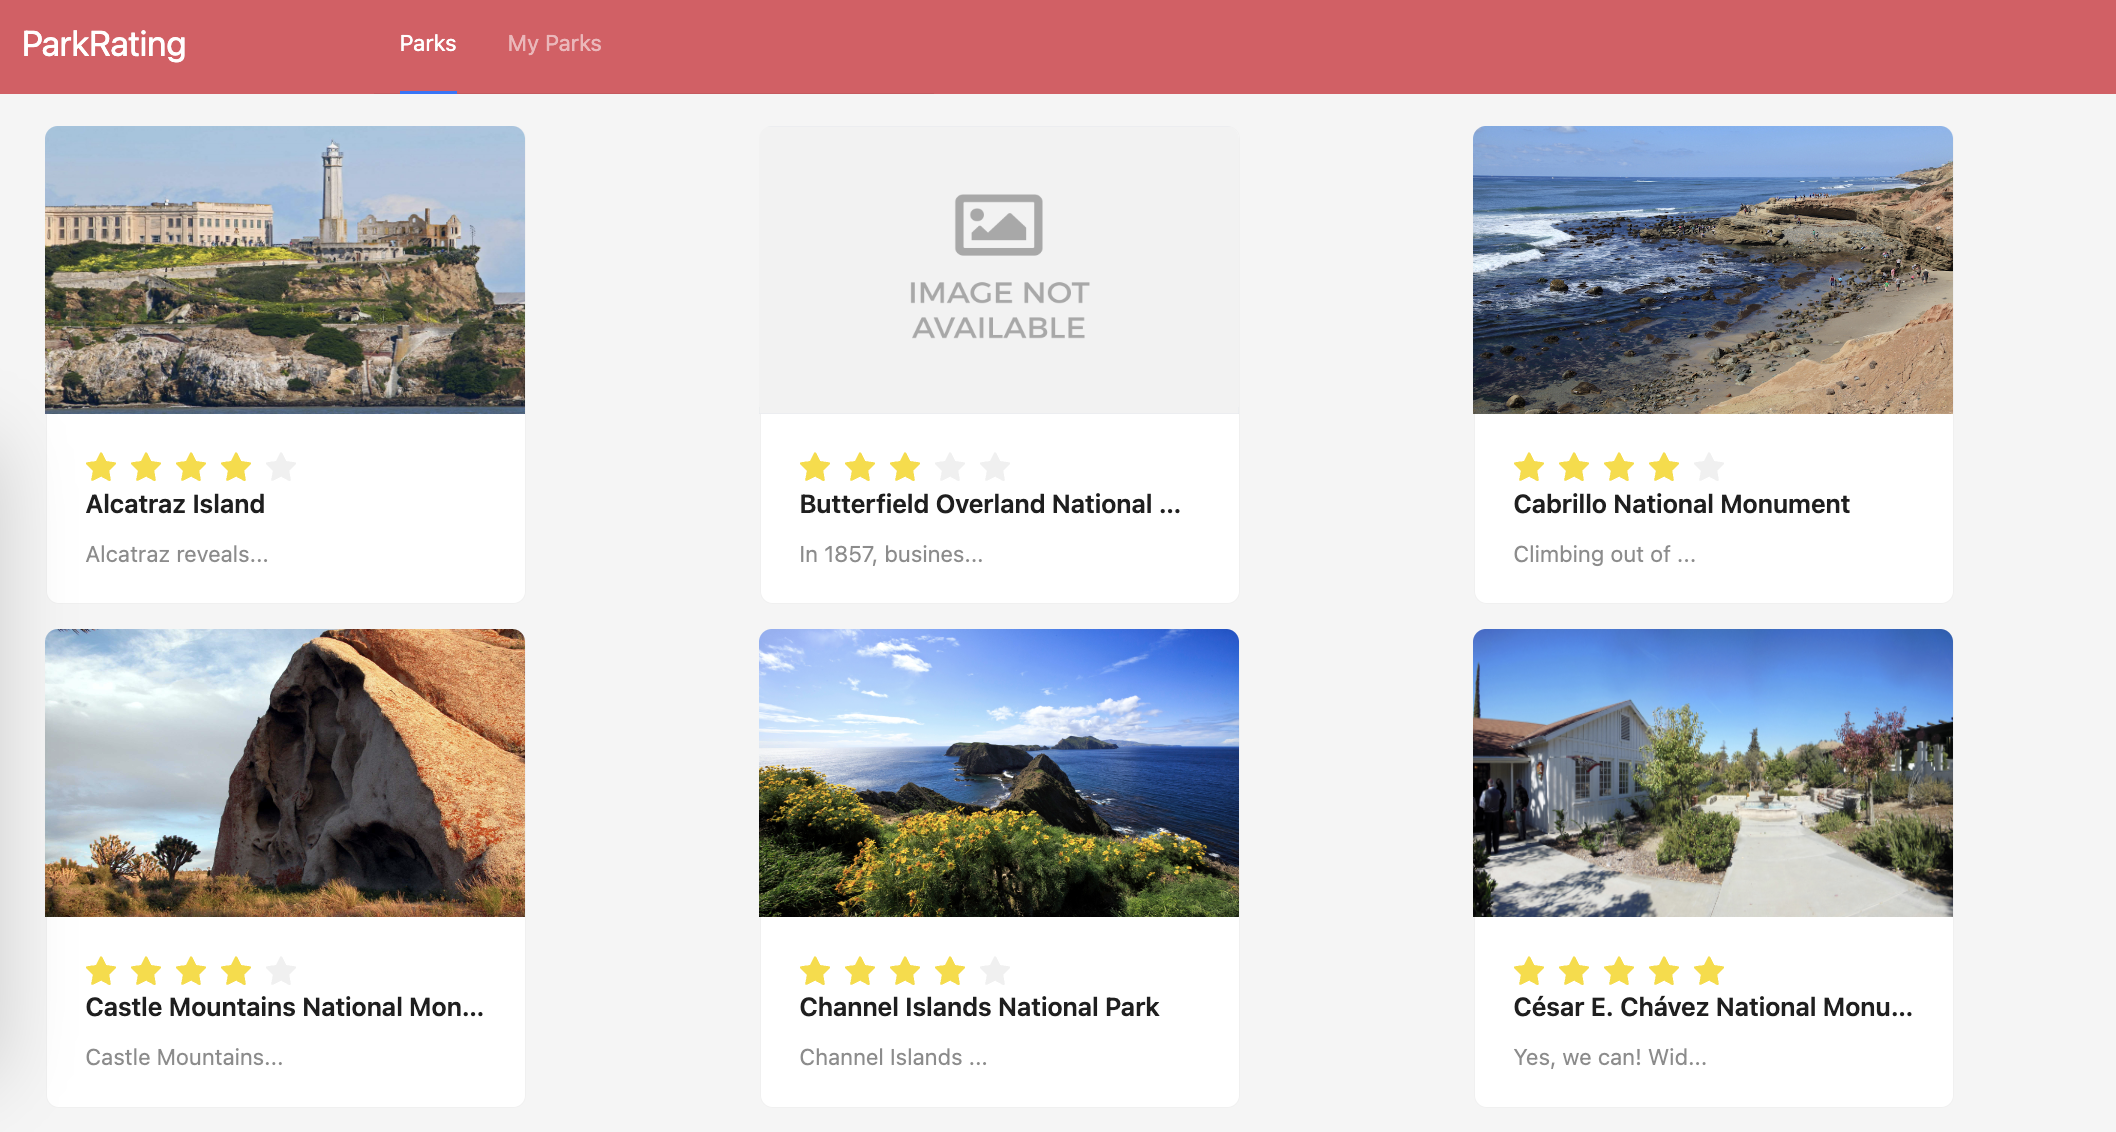 ParkRating
Parks
My Parks
IMAGE NOT
AVAILABLE
Alcatraz Island
Alcatraz reveals...
Butterfield Overland National ...
In 1857, busines...
Cabrillo National Monument
Climbing out of ...
Castle Mountains National Mon...
Castle Mountains...
Channel Islands National Park
Channel Islands ...
César E. Chávez National Monu...
Yes, we can! Wid...